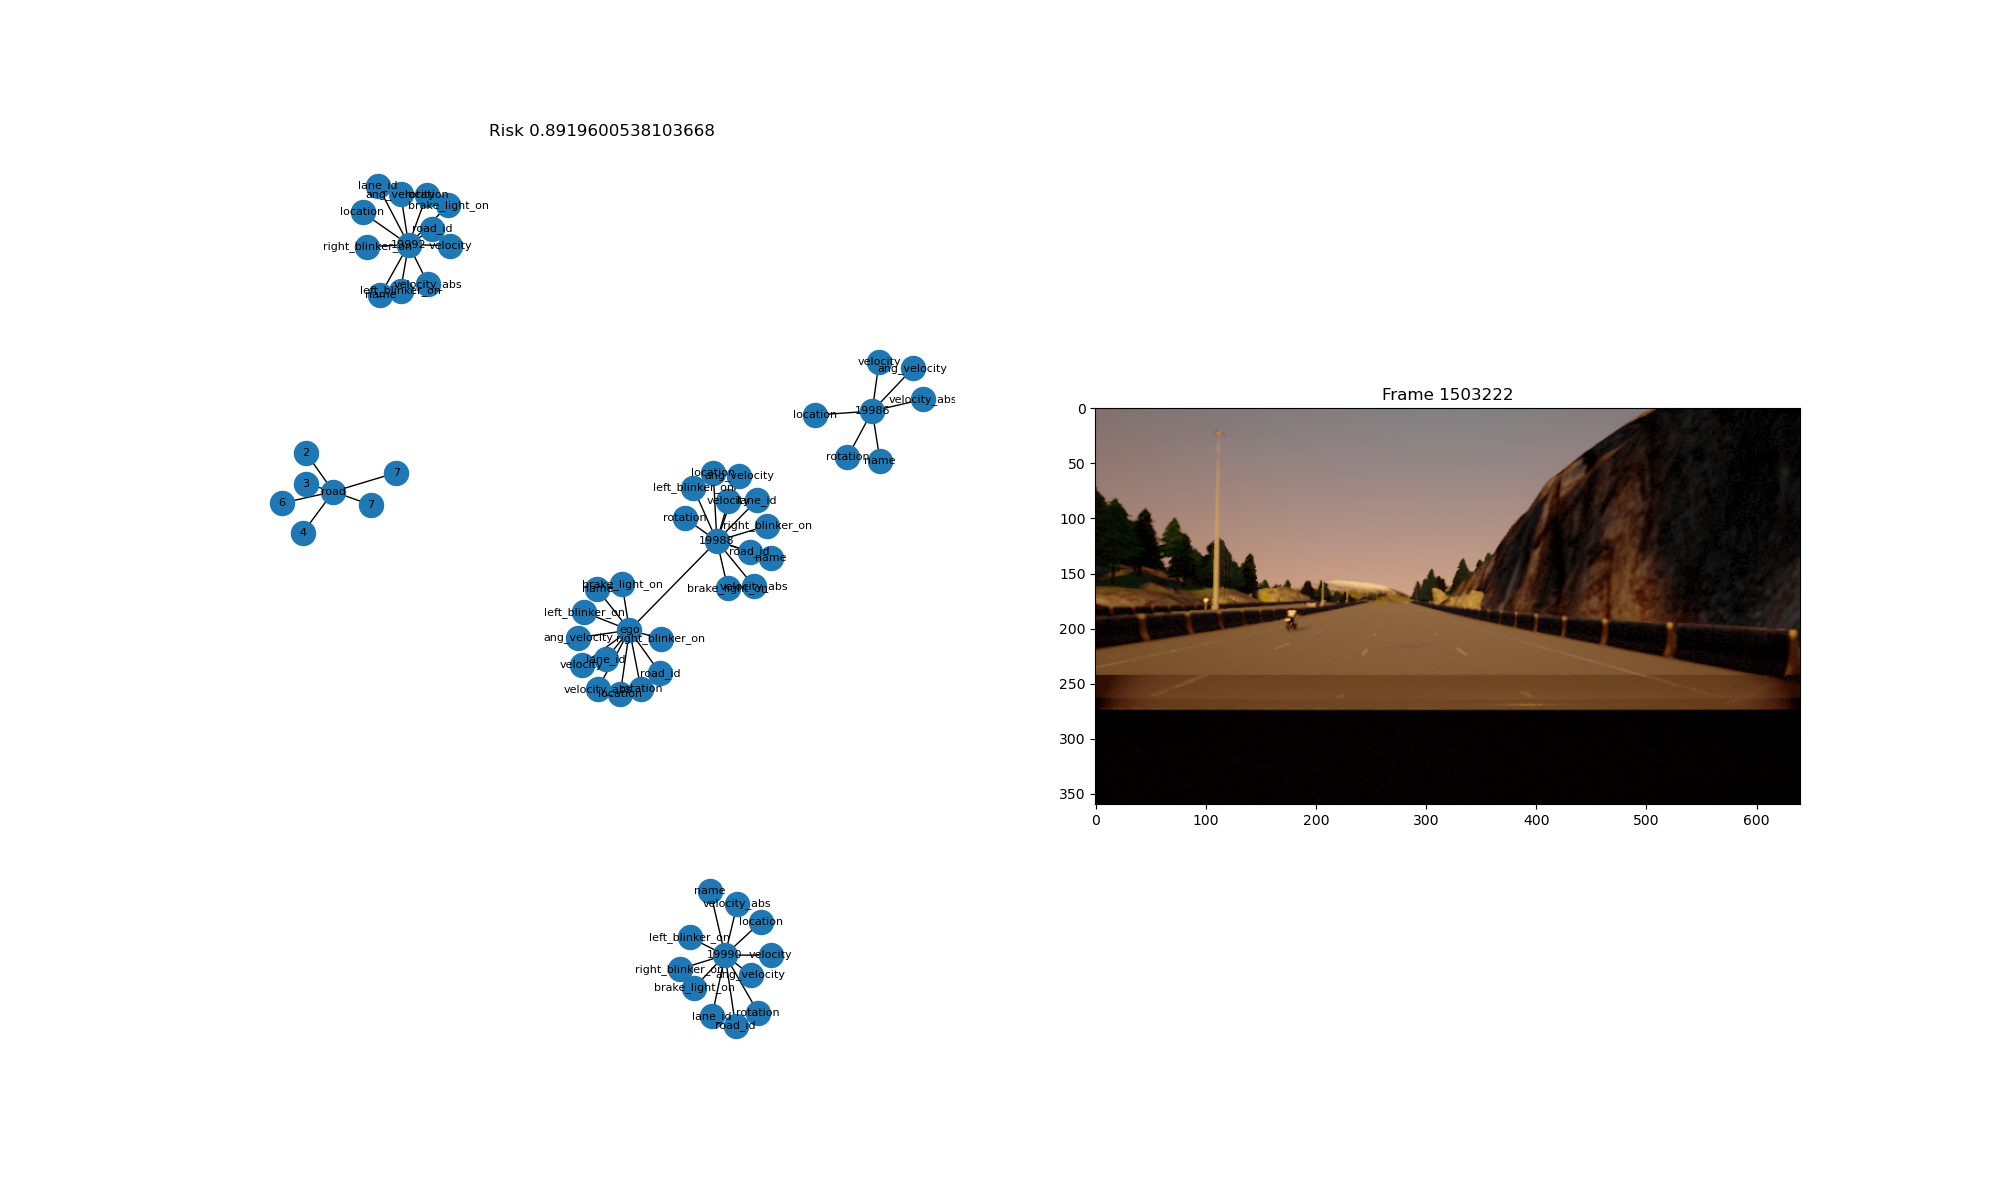 Risk 0.8919600538103668
lane_id
ang_velocity
rotation
brake_light_on
location
road_id
right_blinker_on
19992
velocity
velocity_abs
left_blinker_on
name
velocity
ang_velocity
velocity_abs
location
19986
rotation
name
2
7
3
road
6
7
4
location
ang_velocity
left_blinker_on
velocity
lane_id
rotation
right_blinker_on
19988
road_id
name
brake_light_on
velocity_abs
brake_light_on
name
left_blinker_on
ego
ang_velocity
right_blinker_on
velocity
lane_id
road_id
velocity_abs
location
rotation
name
velocity_abs
location
left_blinker_on
19990
velocity
right_blinker_on
ang_velocity
brake_light_on
lane_id
rotation
road_id
Frame 1503222
0
50
100
150
200
250
300
350
0 100 200 300 400 500 600